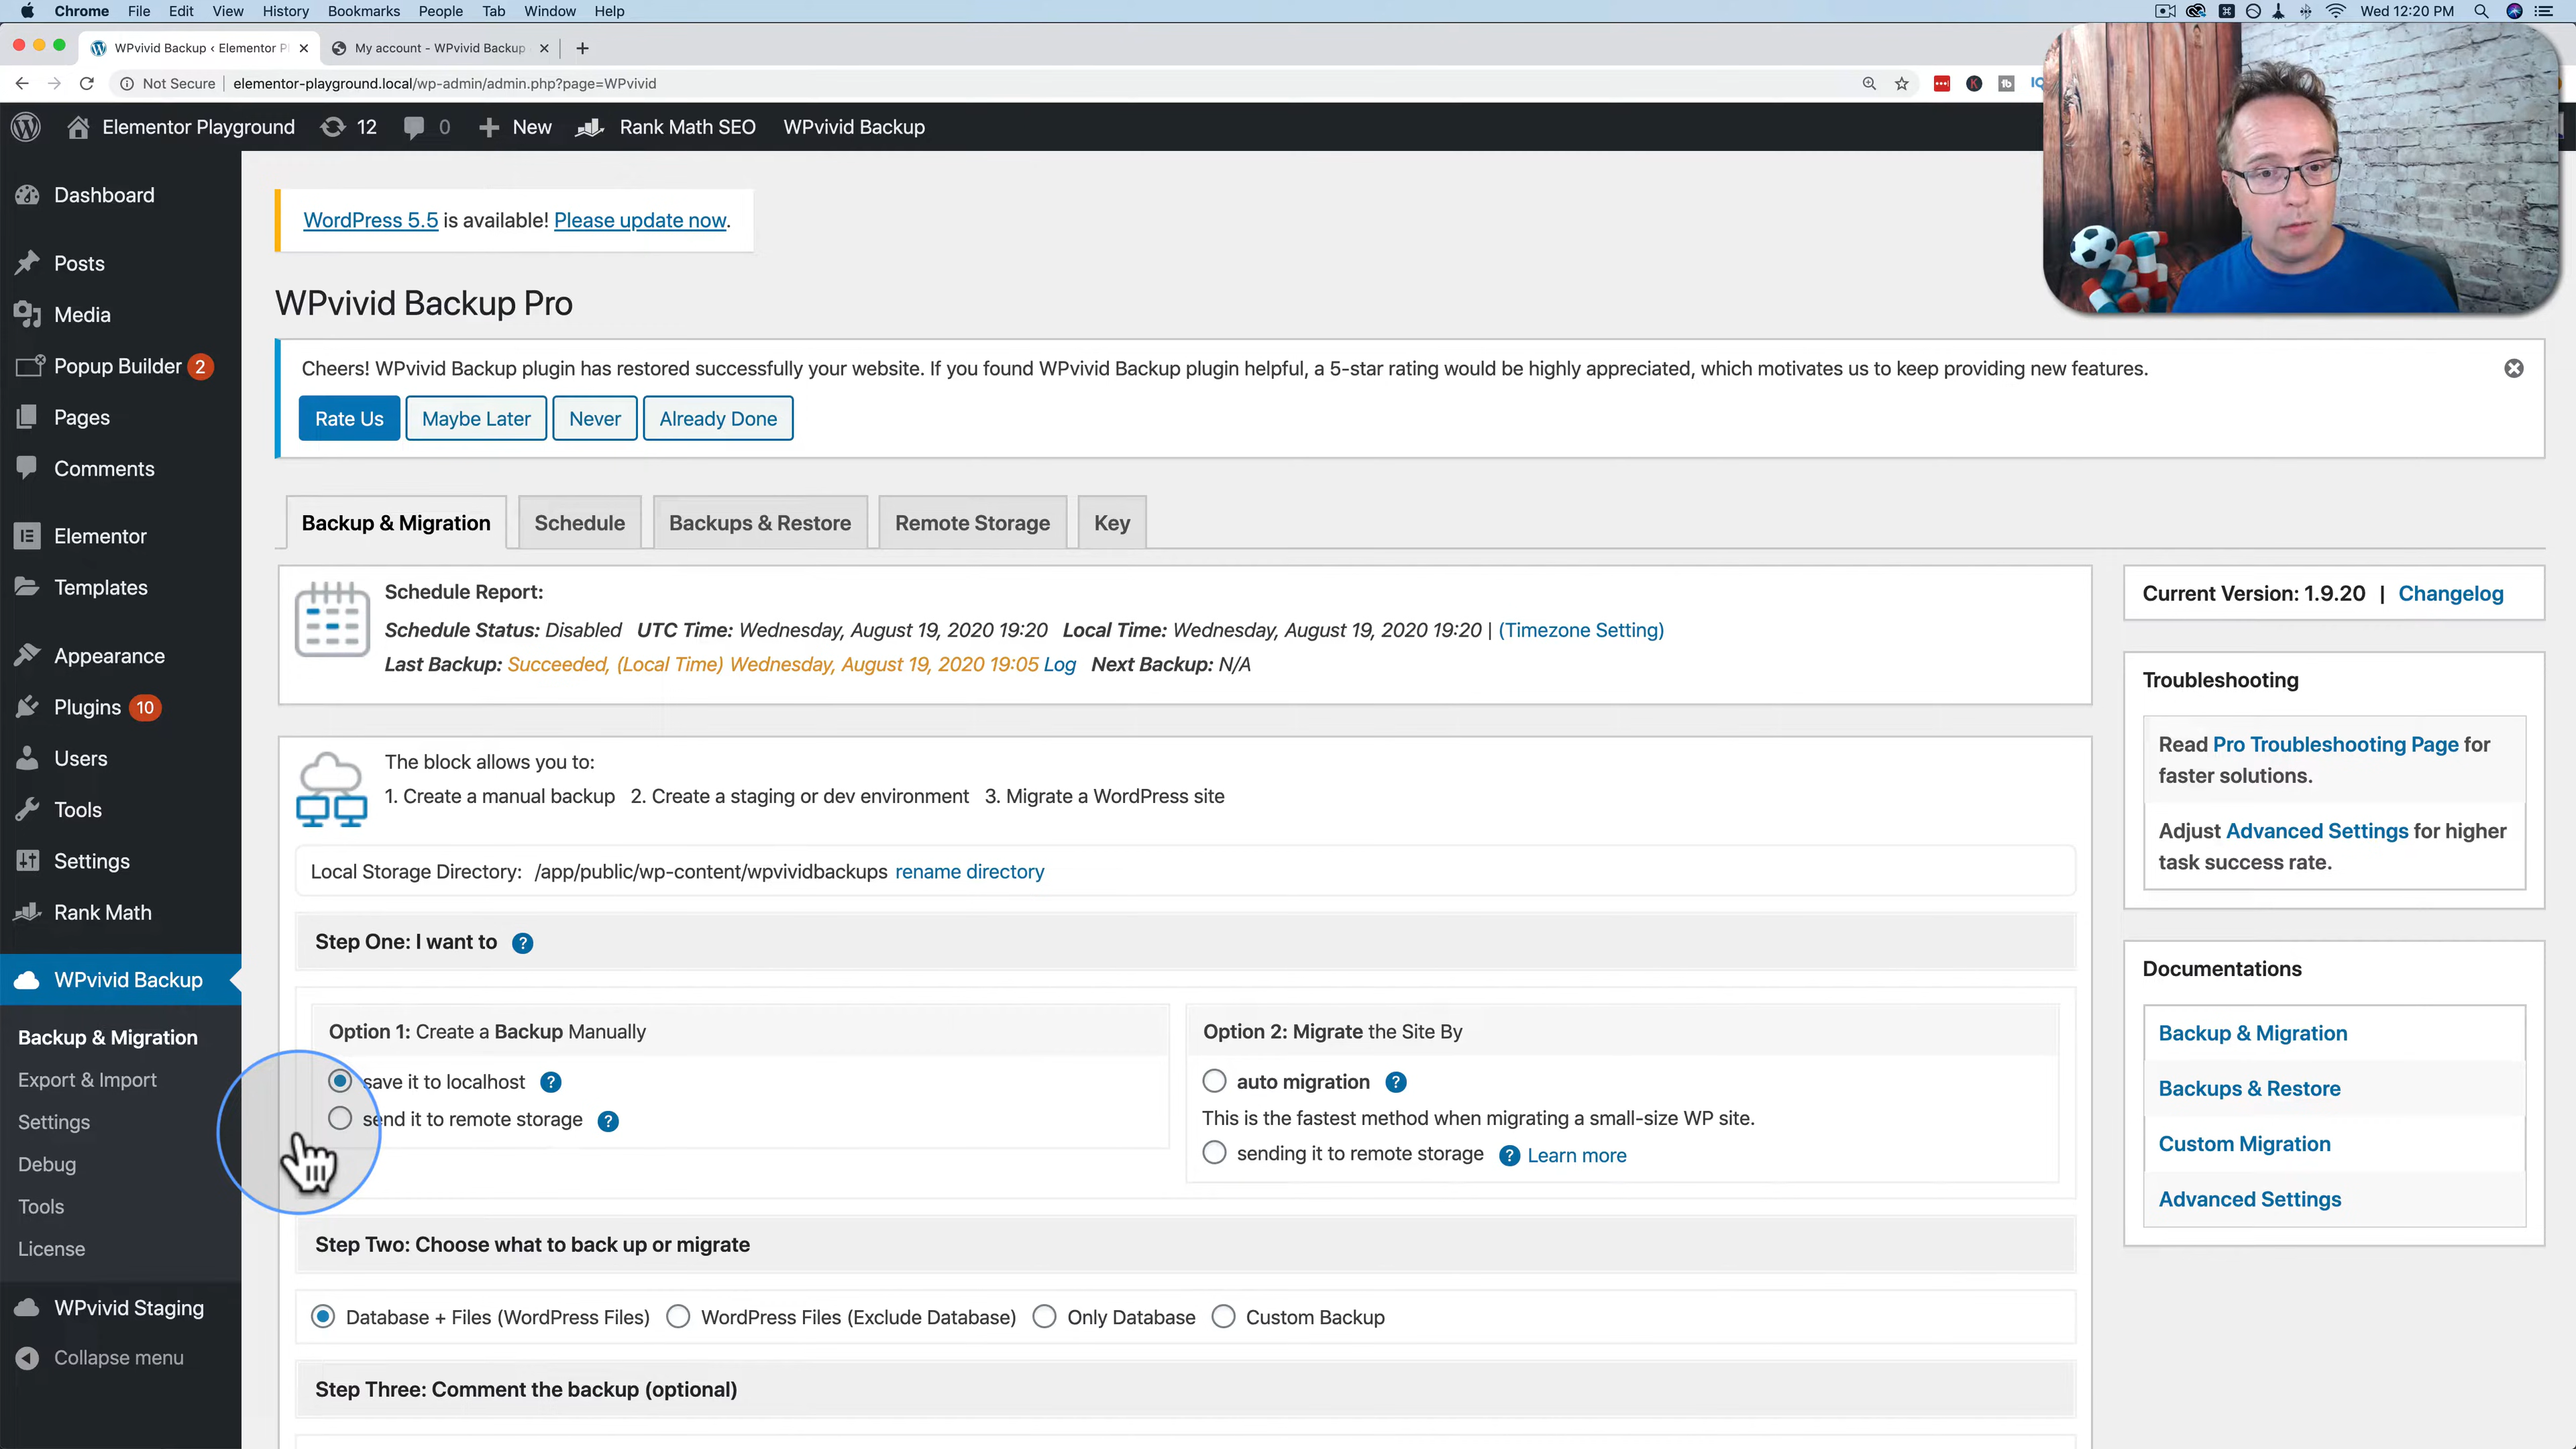 Chrome File Edit View History Bookmarks People Tab Window Help Wed 12:20 PM
WPvivid Backup ‹ Elementor Pl My account - WPvivid Backup
Not Secure elementor-playground.local/wp-admin/admin.php?page=WPvivid
Elementor Playground 12 0 New Rank Math SEO WPvivid Backup
Dashboard
Posts
Media
Popup Builder 2
Pages
Comments
Elementor
Templates
Appearance
Plugins 10
Users
Tools
Settings
Rank Math
WPvivid Backup
Backup & Migration
Export & Import
Settings
Debug
Tools
License
WPvivid Staging
Collapse menu
WordPress 5.5 is available! Please update now.
WPvivid Backup Pro
Cheers! WPvivid Backup plugin has restored successfully your website. If you found WPvivid Backup plugin helpful, a 5-star rating would be highly appreciated, which motivates us to keep providing new features.
Rate Us Maybe Later Never Already Done
Backup & Migration Schedule Backups & Restore Remote Storage Key
Schedule Report:
Schedule Status: Disabled UTC Time: Wednesday, August 19, 2020 19:20 Local Time: Wednesday, August 19, 2020 19:20 | (Timezone Setting)
Last Backup: Succeeded, (Local Time) Wednesday, August 19, 2020 19:05 Log Next Backup: N/A
The block allows you to:
1. Create a manual backup 2. Create a staging or dev environment 3. Migrate a WordPress site
Local Storage Directory: /app/public/wp-content/wpvividbackups rename directory
Step One: I want to ?
Option 1: Create a Backup Manually
save it to localhost ?
send it to remote storage ?
Option 2: Migrate the Site By
auto migration ?
This is the fastest method when migrating a small-size WP site.
sending it to remote storage ? Learn more
Step Two: Choose what to back up or migrate
Database + Files (WordPress Files) WordPress Files (Exclude Database) Only Database Custom Backup
Step Three: Comment the backup (optional)
Current Version: 1.9.20 | Changelog
Troubleshooting
Read Pro Troubleshooting Page for
faster solutions.
Adjust Advanced Settings for higher
task success rate.
Documentations
Backup & Migration
Backups & Restore
Custom Migration
Advanced Settings